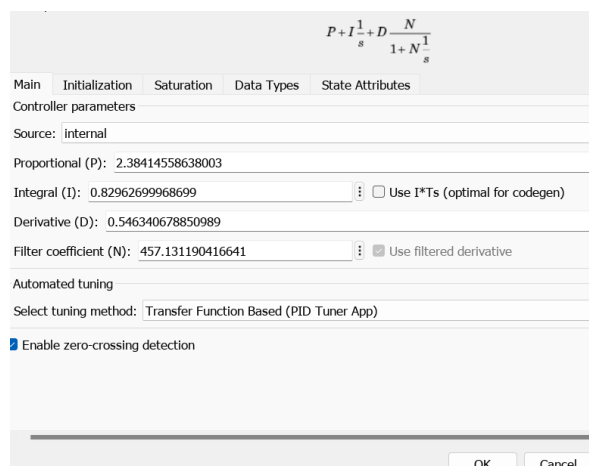 P+I 1/s + D N/(1+N 1/s)
Main Initialization Saturation Data Types State Attributes
Controller parameters
Source: internal
Proportional (P): 2.38414558638003
Integral (I): 0.82962699968699 Use I*Ts (optimal for codegen)
Derivative (D): 0.546340678850989
Filter coefficient (N): 457.131190416641 Use filtered derivative
Automated tuning
Select tuning method: Transfer Function Based (PID Tuner App)
Enable zero-crossing detection
OK Cancel